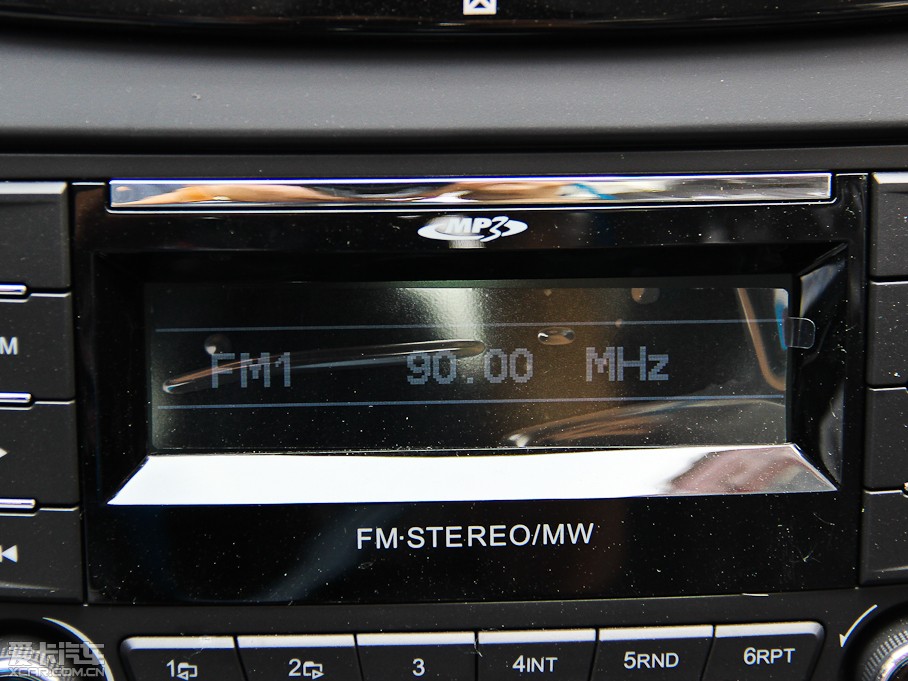 MP3
M
FM1 90.00 MHz
FM·STEREO/MW
1 2 3 4INT 5RND 6RPT
爱卡汽车
XCAR.COM.CN